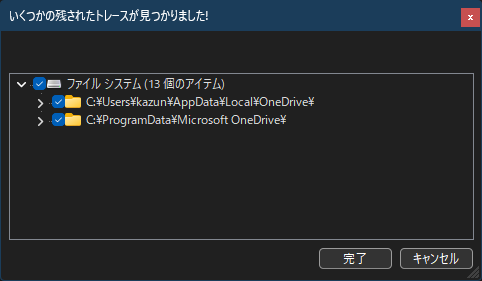 いくつかの残されたトレースが見つかりました!
x
ファイル システム (13 個のアイテム)
C:¥Users¥kazun¥AppData¥Local¥OneDrive¥
C:¥ProgramData¥Microsoft OneDrive¥
完了 キャンセル